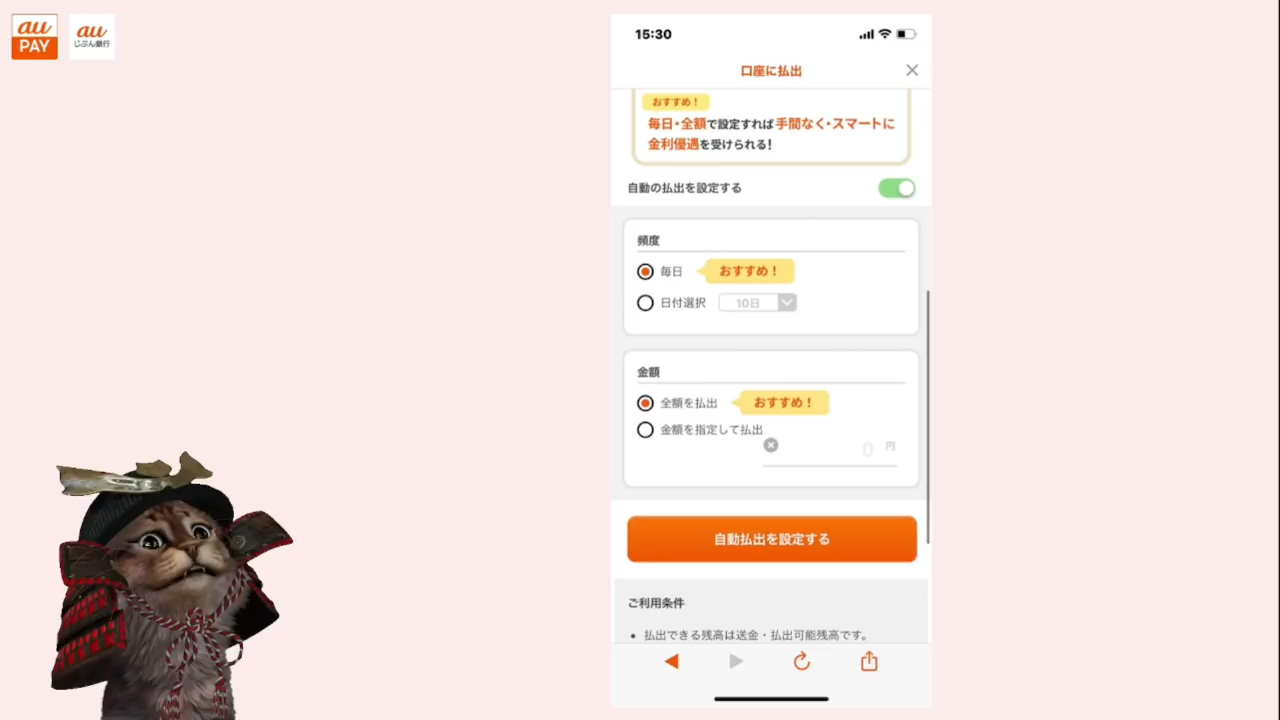 au
PAY
au
じぶん銀行
15:30
口座に払出
おすすめ！
毎日・全額で設定すれば手間なく・スマートに
金利優遇を受けられる！
自動の払出を設定する
頻度
毎日 おすすめ！
日付選択 10日
金額
全額を払出 おすすめ！
金額を指定して払出
0 円
自動払出を設定する
ご利用条件
• 払出できる残高は送金・払出可能残高です。